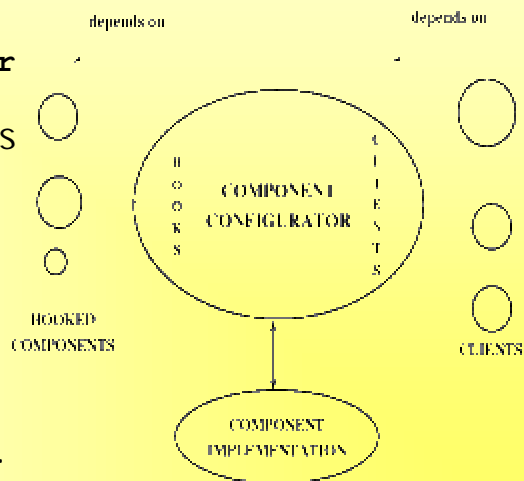 depends on
depends on
r
S
HOOKS
CLIENTS
COMPONENT
CONFIGURATOR
HOOKED
COMPONENTS
CLIENTS
COMPONENT
IMPLEMENTATION
.